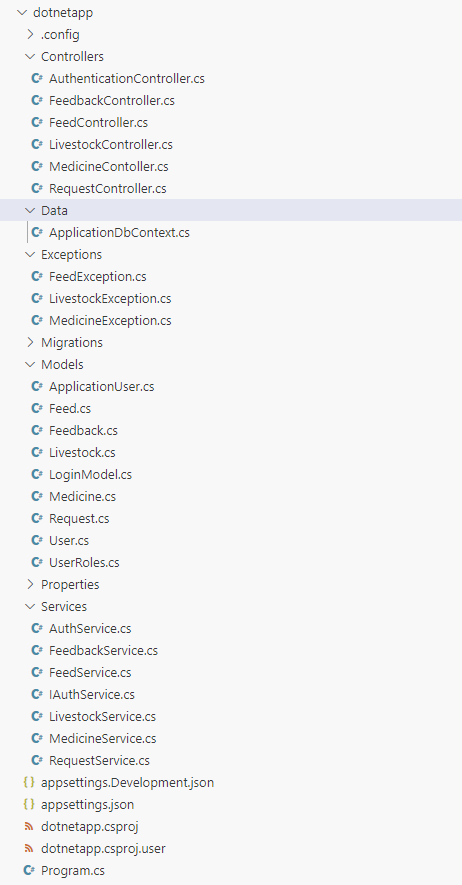 dotnetapp
.config
Controllers
C# AuthenticationController.cs
C# FeedbackController.cs
C# FeedController.cs
C# LivestockController.cs
C# MedicineContoller.cs
C# RequestController.cs
Data
C# ApplicationDbContext.cs
Exceptions
C# FeedException.cs
C# LivestockException.cs
C# MedicineException.cs
Migrations
Models
C# ApplicationUser.cs
C# Feed.cs
C# Feedback.cs
C# Livestock.cs
C# LoginModel.cs
C# Medicine.cs
C# Request.cs
C# User.cs
C# UserRoles.cs
Properties
Services
C# AuthService.cs
C# FeedbackService.cs
C# FeedService.cs
C# IAuthService.cs
C# LivestockService.cs
C# MedicineService.cs
C# RequestService.cs
{} appsettings.Development.json
{} appsettings.json
dotnetapp.csproj
dotnetapp.csproj.user
C# Program.cs